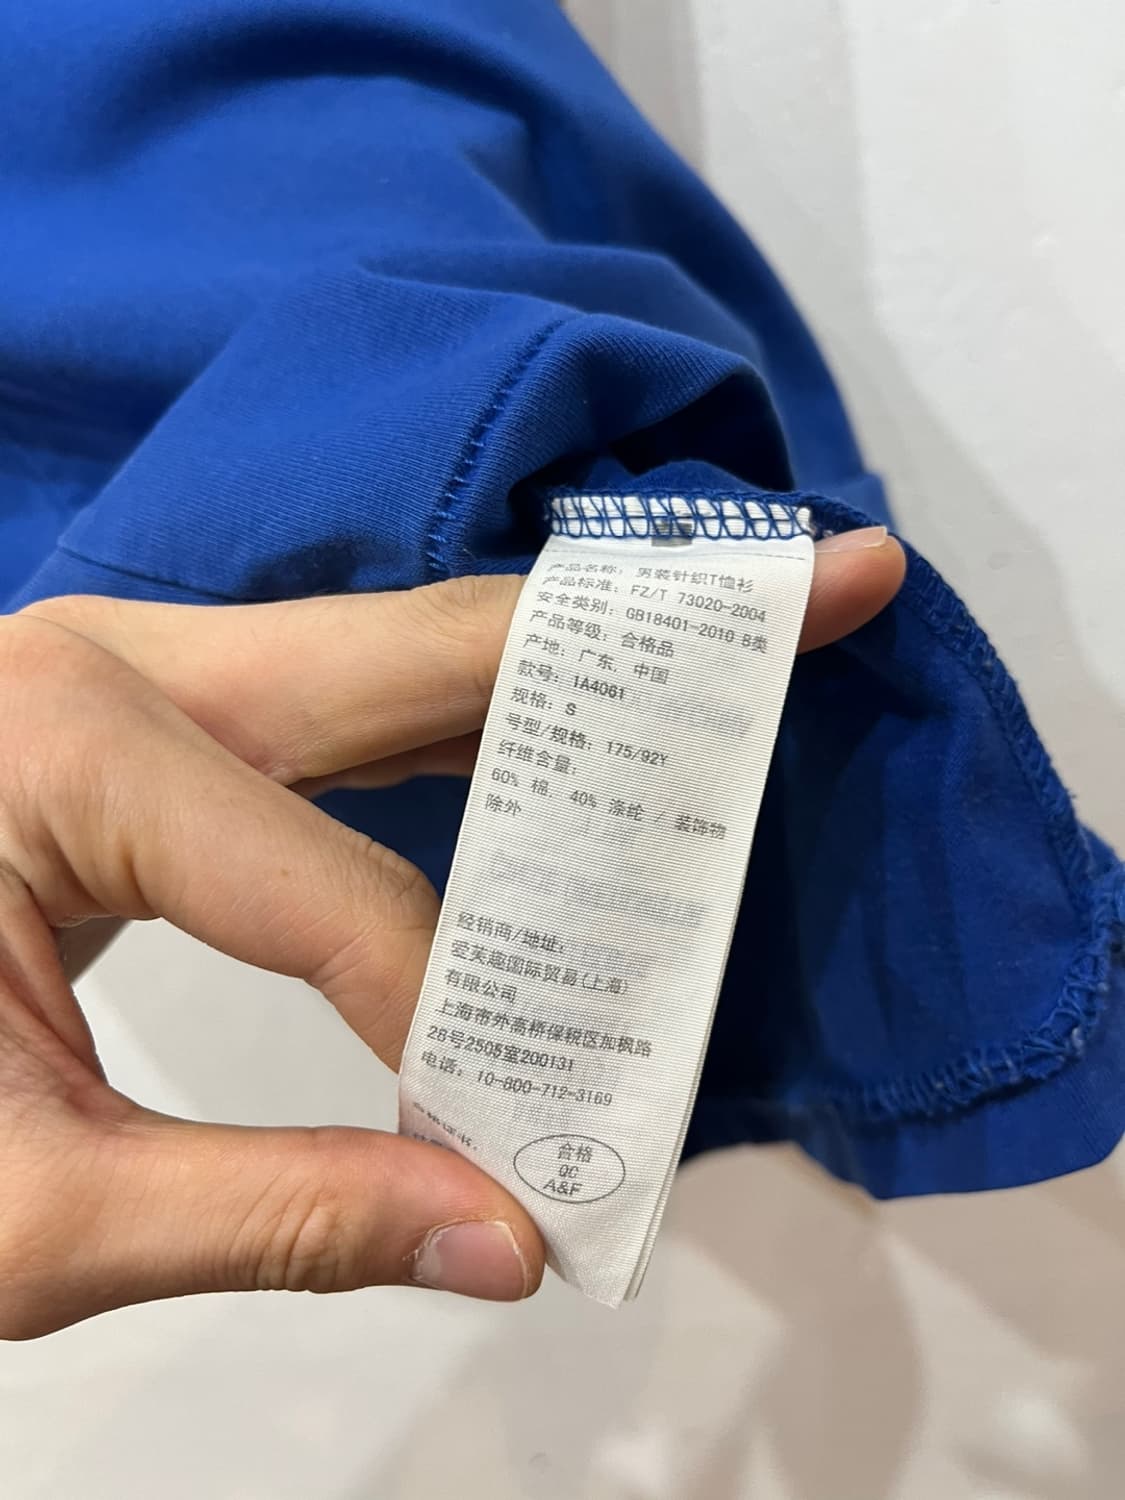 产品名称: 男装针织T恤衫
产品标准: FZ/T 73020-2004
安全类别: GB18401-2010 B类
产品等级: 合格品
产地: 广东, 中国
款号: 1A4061
规格: S
号型/规格: 175/92Y
纤维含量:
60% 棉 40% 涤纶 / 装饰物
除外
经销商/地址:
爱芙趣国际贸易(上海)
有限公司
上海市外高桥保税区加枫路
28号2505室200131
电话: 10-800-712-3169
合格
QC
A&F